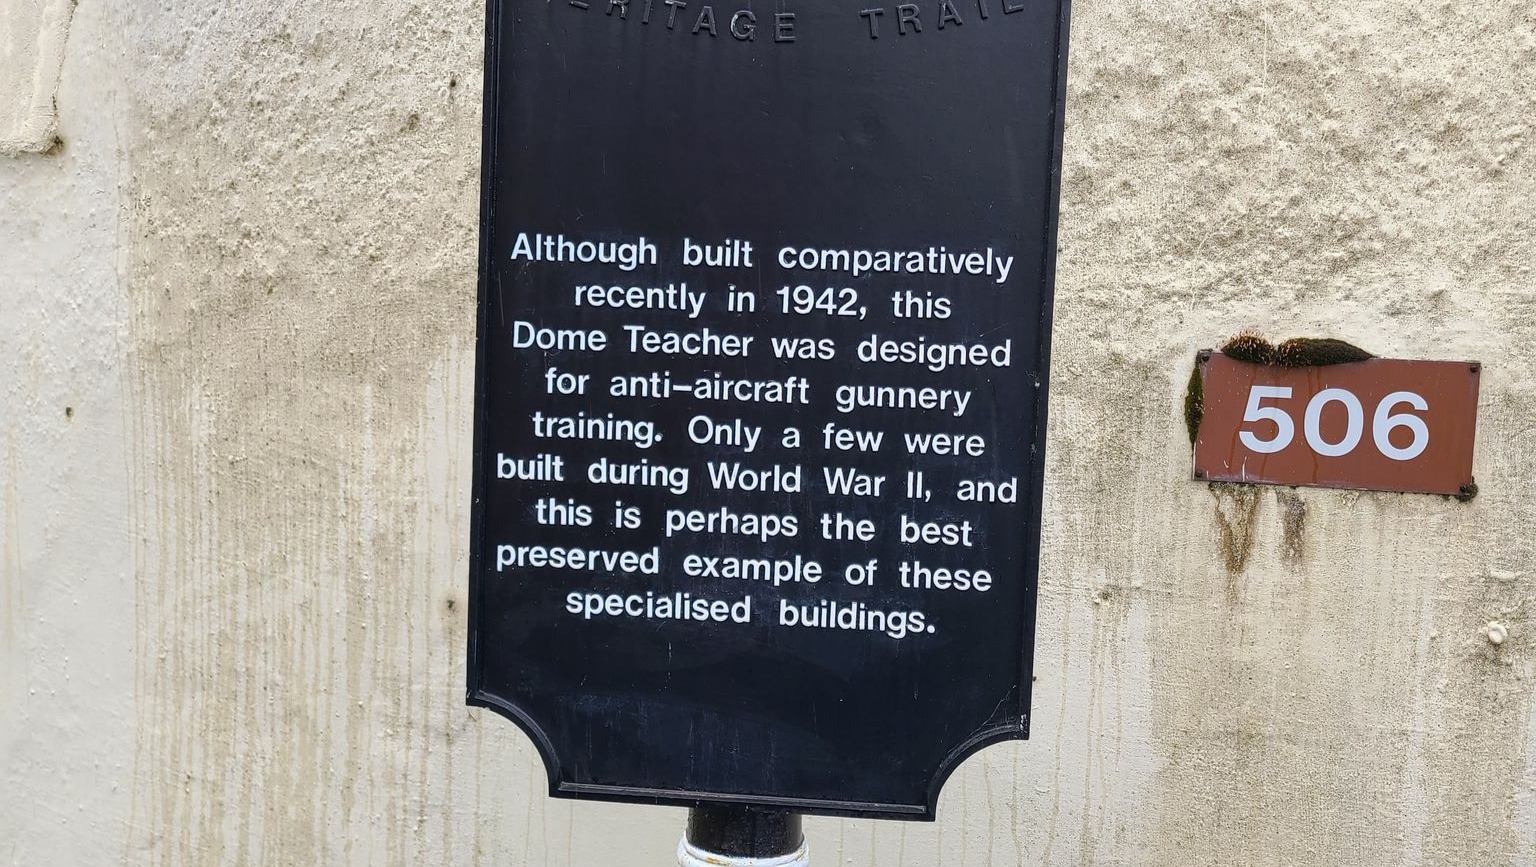 HERITAGE TRAIL
Although built comparatively
recently in 1942, this
Dome Teacher was designed
for anti-aircraft gunnery
training. Only a few were
built during World War II, and
this is perhaps the best
preserved example of these
specialised buildings.
506